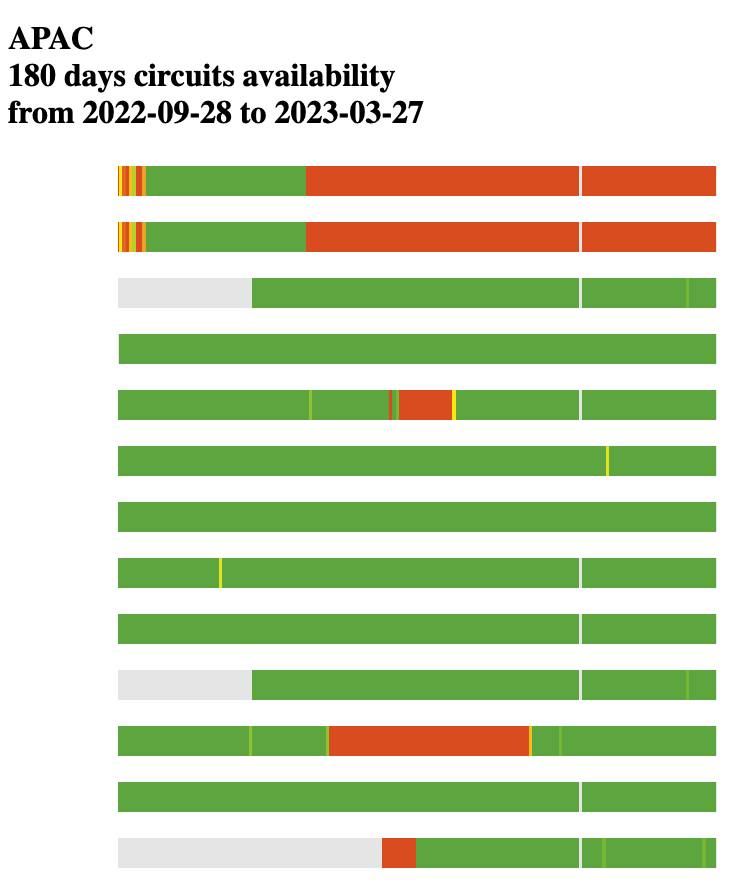 APAC
180 days circuits availability
from 2022-09-28 to 2023-03-27